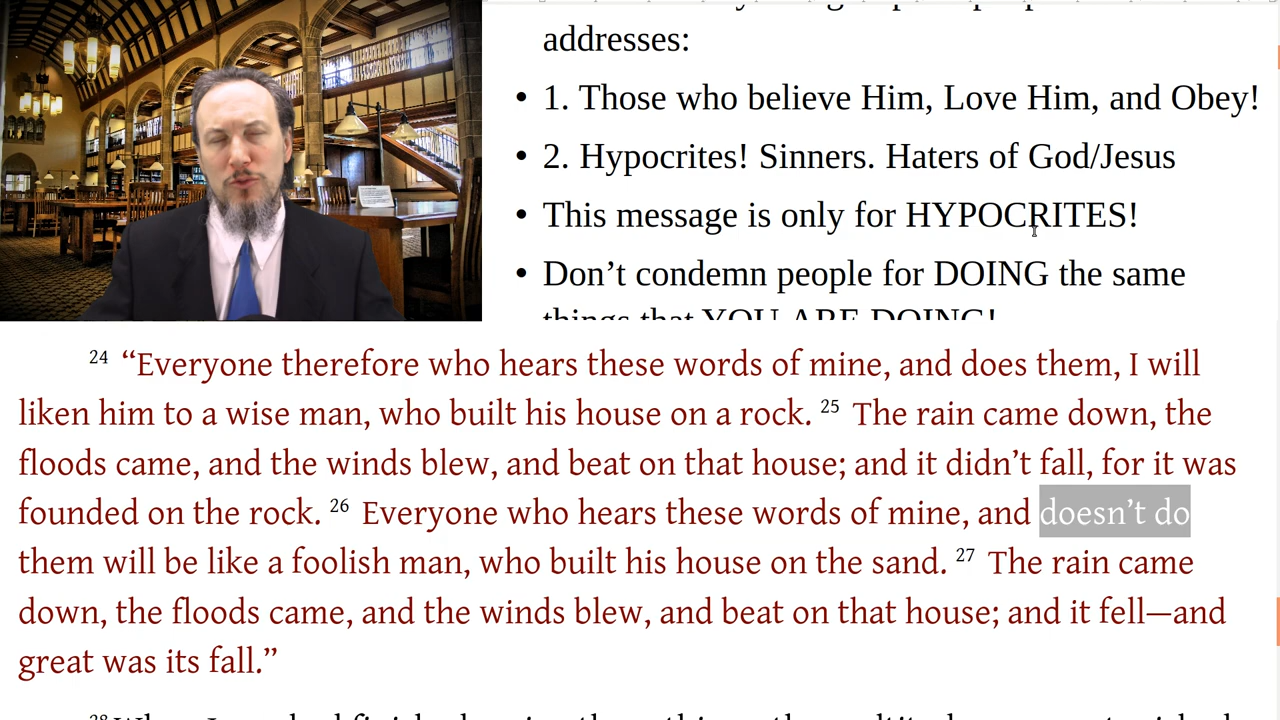 addresses:
• 1. Those who believe Him, Love Him, and Obey!
• 2. Hypocrites! Sinners. Haters of God/Jesus
• This message is only for HYPOCRITES!
• Don’t condemn people for DOING the same
things that YOU ARE DOING!
24 “Everyone therefore who hears these words of mine, and does them, I will
liken him to a wise man, who built his house on a rock. 25 The rain came down, the
floods came, and the winds blew, and beat on that house; and it didn’t fall, for it was
founded on the rock. 26 Everyone who hears these words of mine, and doesn’t do
them will be like a foolish man, who built his house on the sand. 27 The rain came
down, the floods came, and the winds blew, and beat on that house; and it fell—and
great was its fall.”